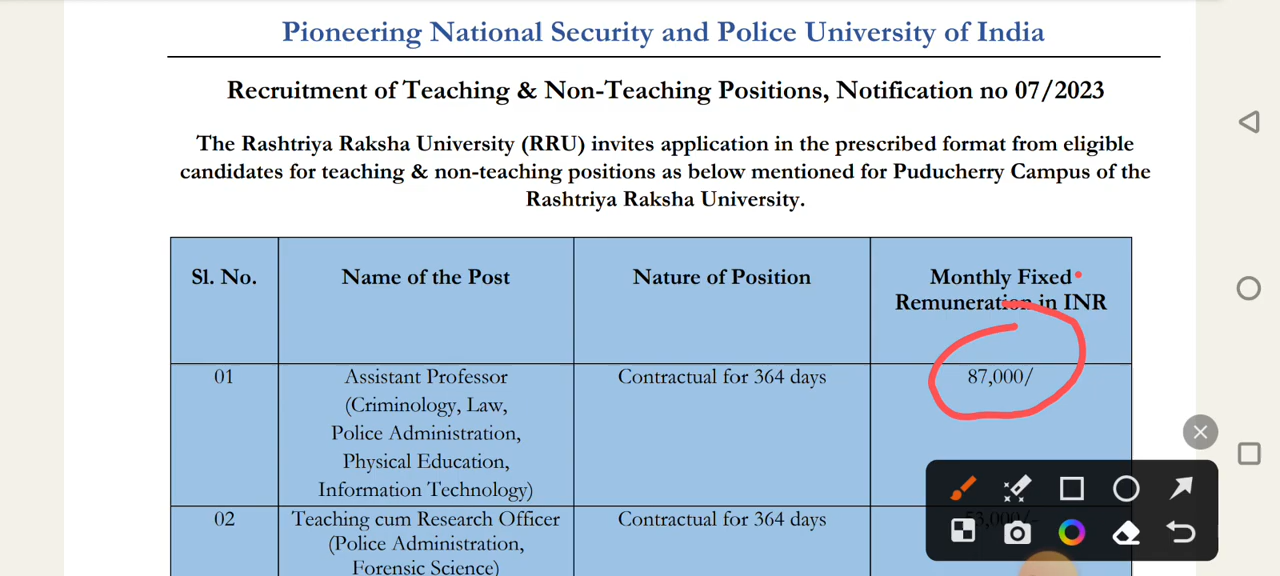 Pioneering National Security and Police University of India
Recruitment of Teaching & Non-Teaching Positions, Notification no 07/2023
The Rashtriya Raksha University (RRU) invites application in the prescribed format from eligible
candidates for teaching & non-teaching positions as below mentioned for Puducherry Campus of the
Rashtriya Raksha University.
Sl. No.
Name of the Post
Nature of Position
Monthly Fixed
Remuneration in INR
01
Assistant Professor
(Criminology, Law,
Police Administration,
Physical Education,
Information Technology)
Contractual for 364 days
87,000/
02
Teaching cum Research Officer
(Police Administration,
Forensic Science)
Contractual for 364 days
53,000/-